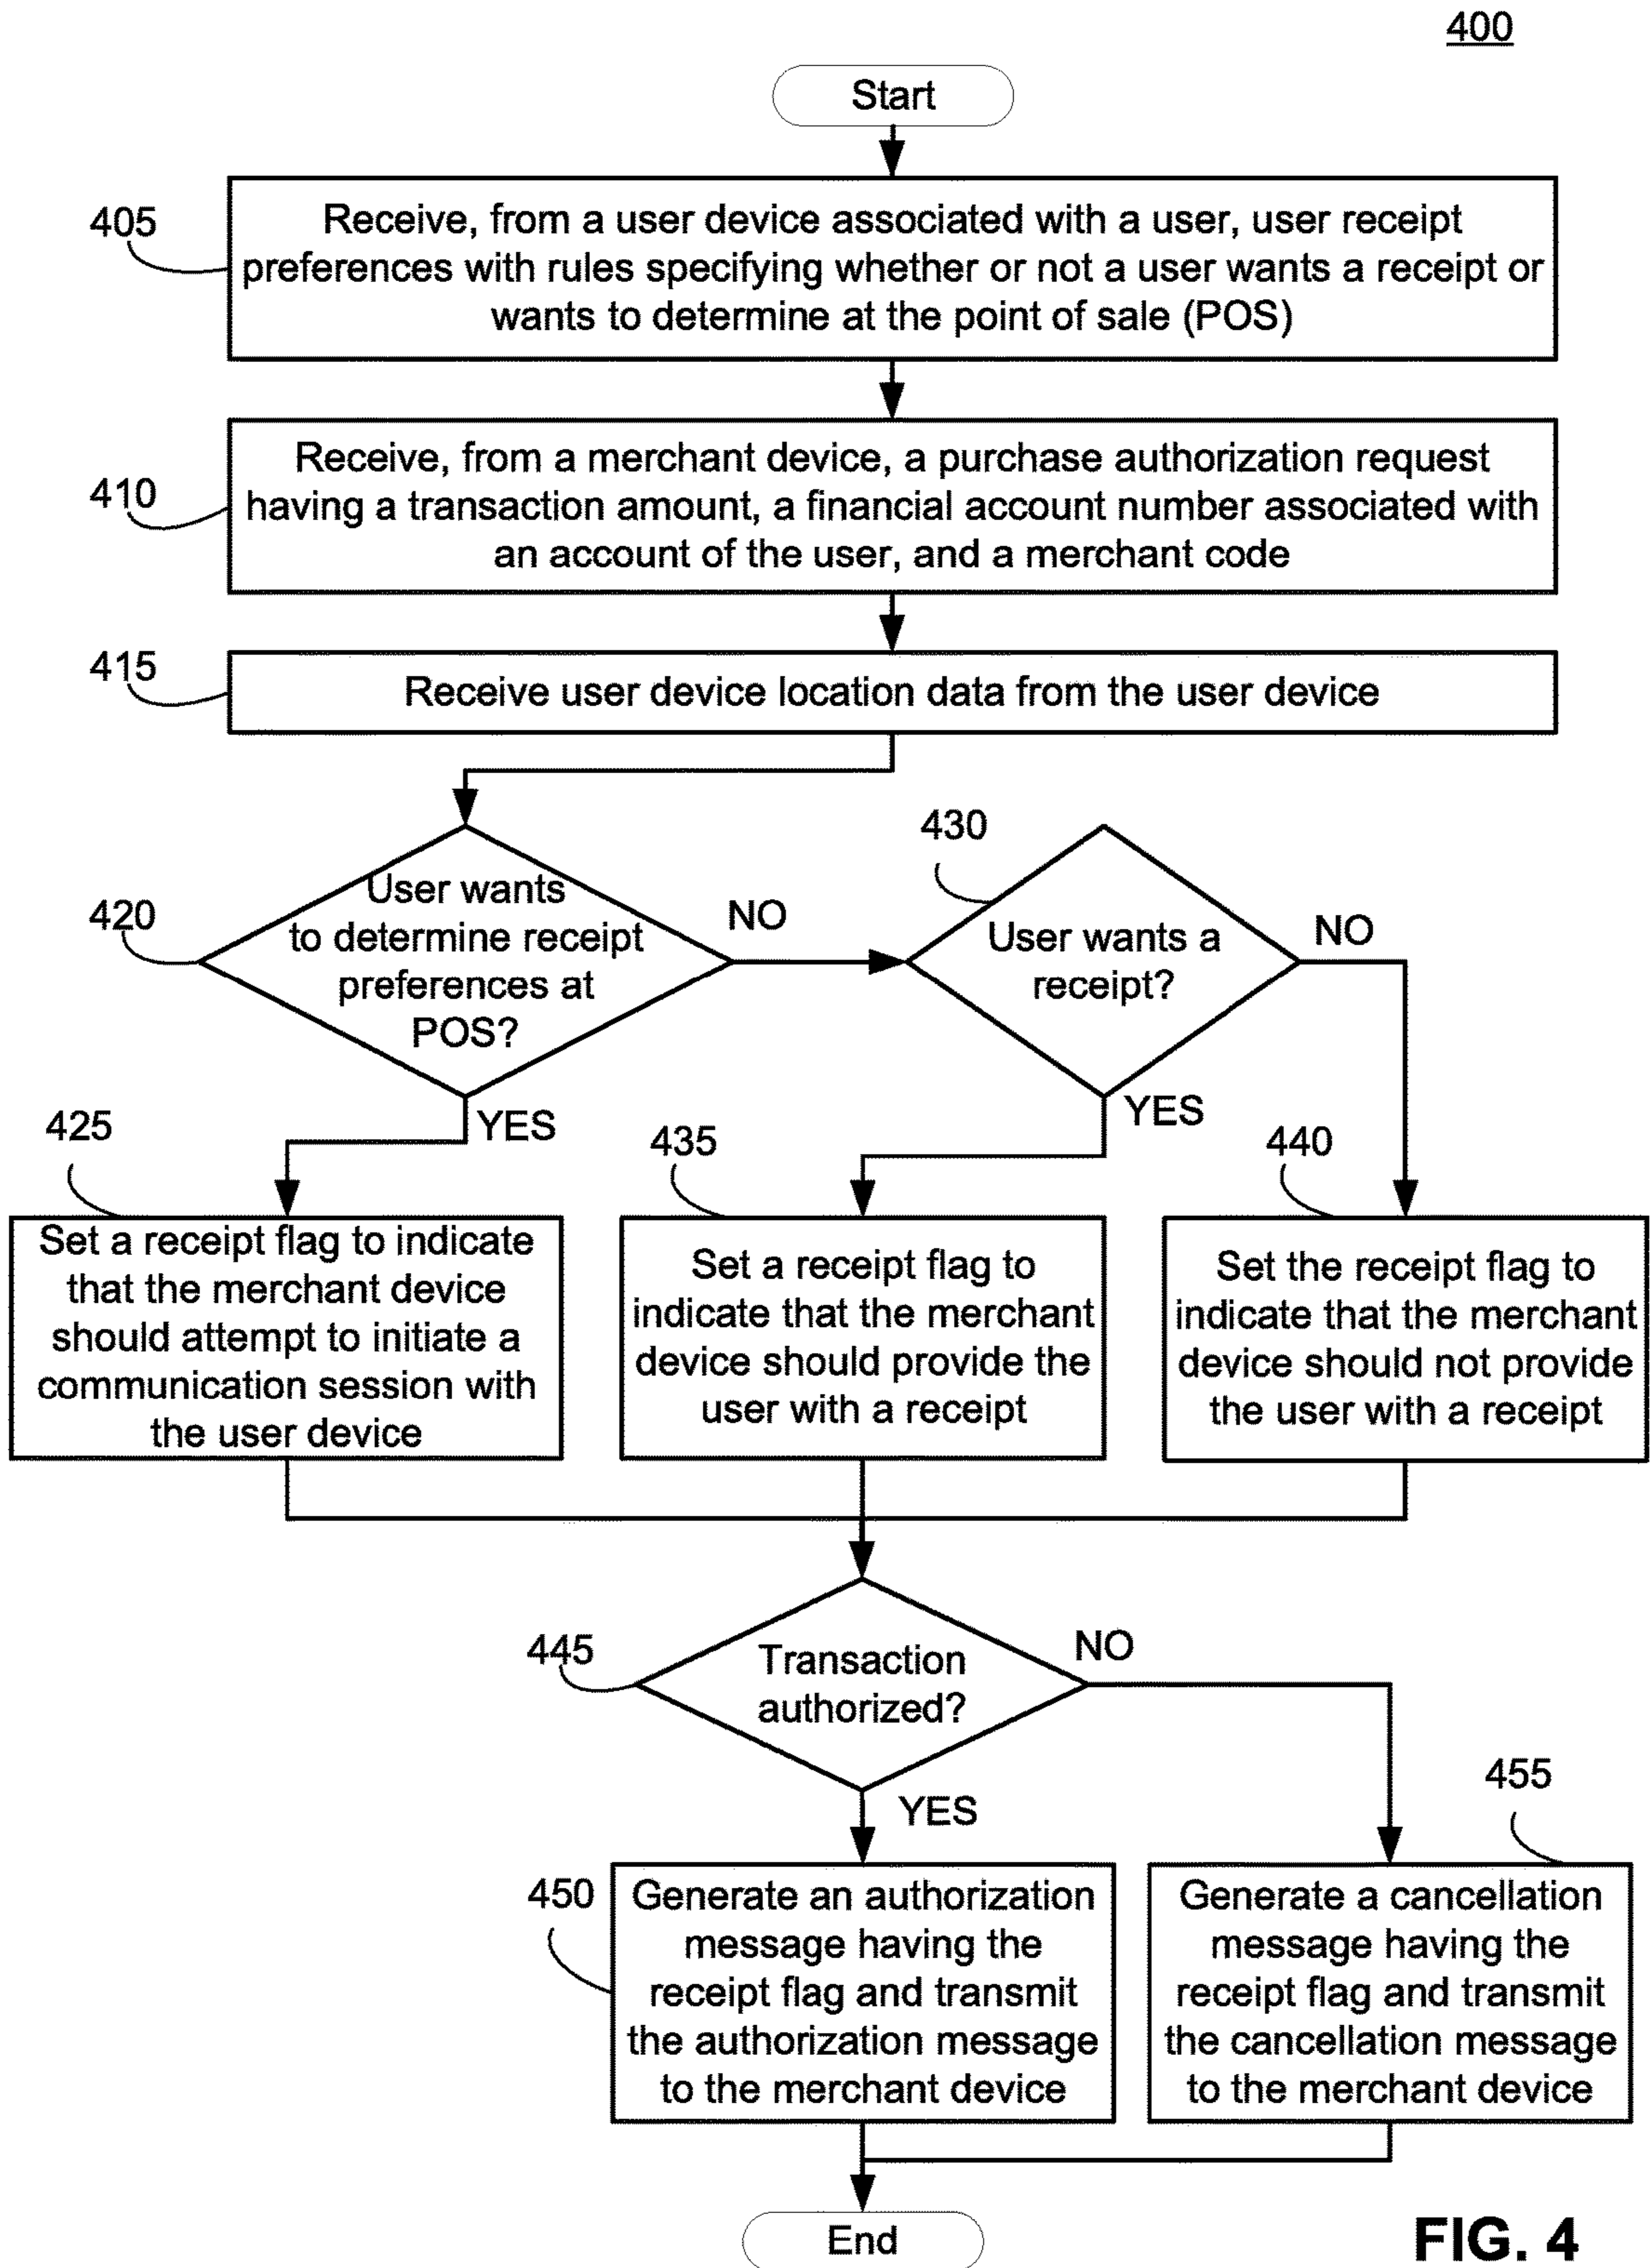 400
Start
405
Receive, from a user device associated with a user, user receipt
preferences with rules specifying whether or not a user wants a receipt or
wants to determine at the point of sale (POS)
410
Receive, from a merchant device, a purchase authorization request
having a transaction amount, a financial account number associated with
an account of the user, and a merchant code
415
Receive user device location data from the user device
420
User wants
to determine receipt
preferences at
POS?
NO
YES
430
User wants a
receipt?
NO
YES
425
Set a receipt flag to indicate
that the merchant device
should attempt to initiate a
communication session with
the user device
435
Set a receipt flag to
indicate that the merchant
device should provide the
user with a receipt
440
Set the receipt flag to
indicate that the merchant
device should not provide
the user with a receipt
445
Transaction
authorized?
NO
YES
450
Generate an authorization
message having the
receipt flag and transmit
the authorization message
to the merchant device
455
Generate a cancellation
message having the
receipt flag and transmit
the cancellation message
to the merchant device
End
FIG. 4